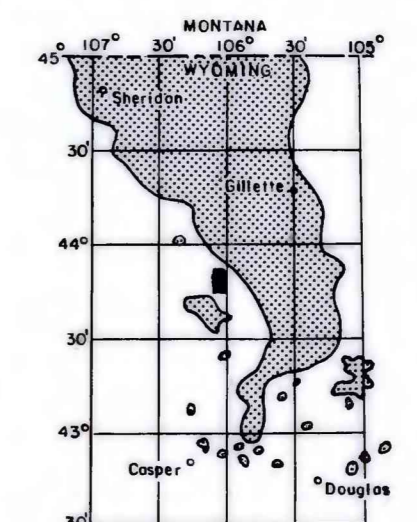 MONTANA
107° 30' 106° 30' 105°
45°
WYOMING
Sheridan
30'
Gillette
44°
30'
43°
Casper
Douglas
30'